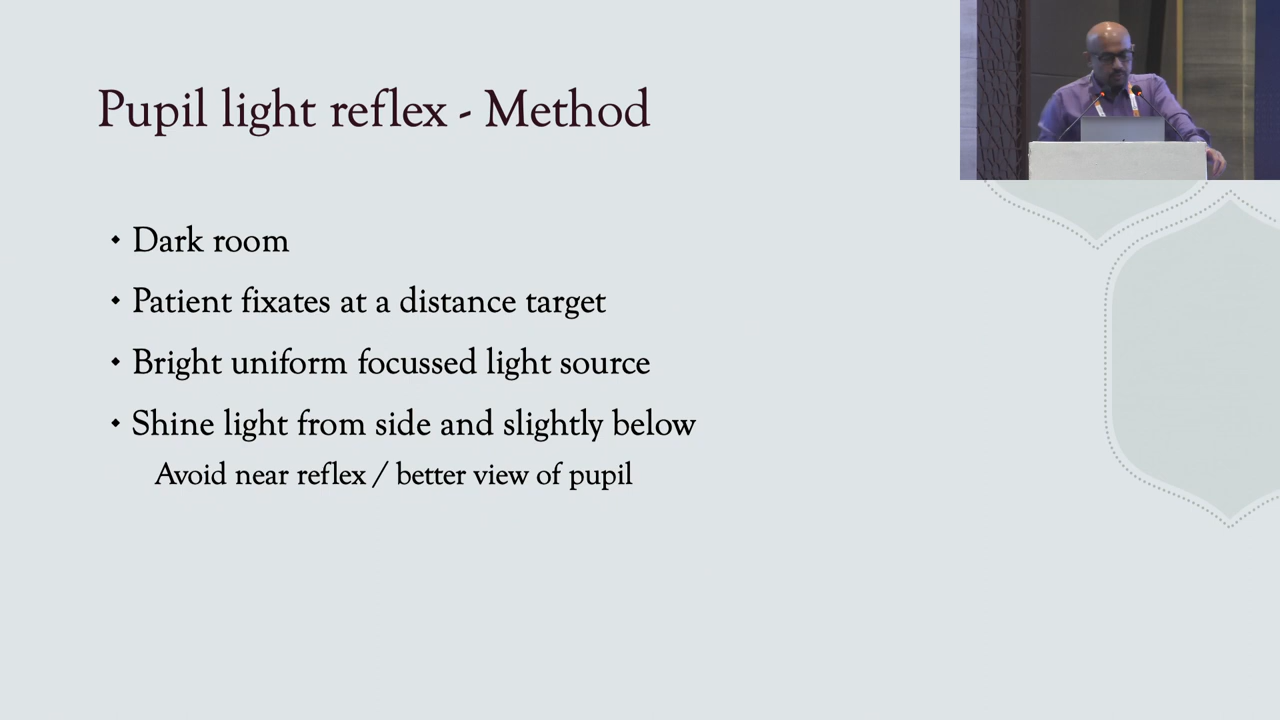 Pupil light reflex - Method
Dark room
Patient fixates at a distance target
Bright uniform focussed light source
Shine light from side and slightly below
Avoid near reflex / better view of pupil